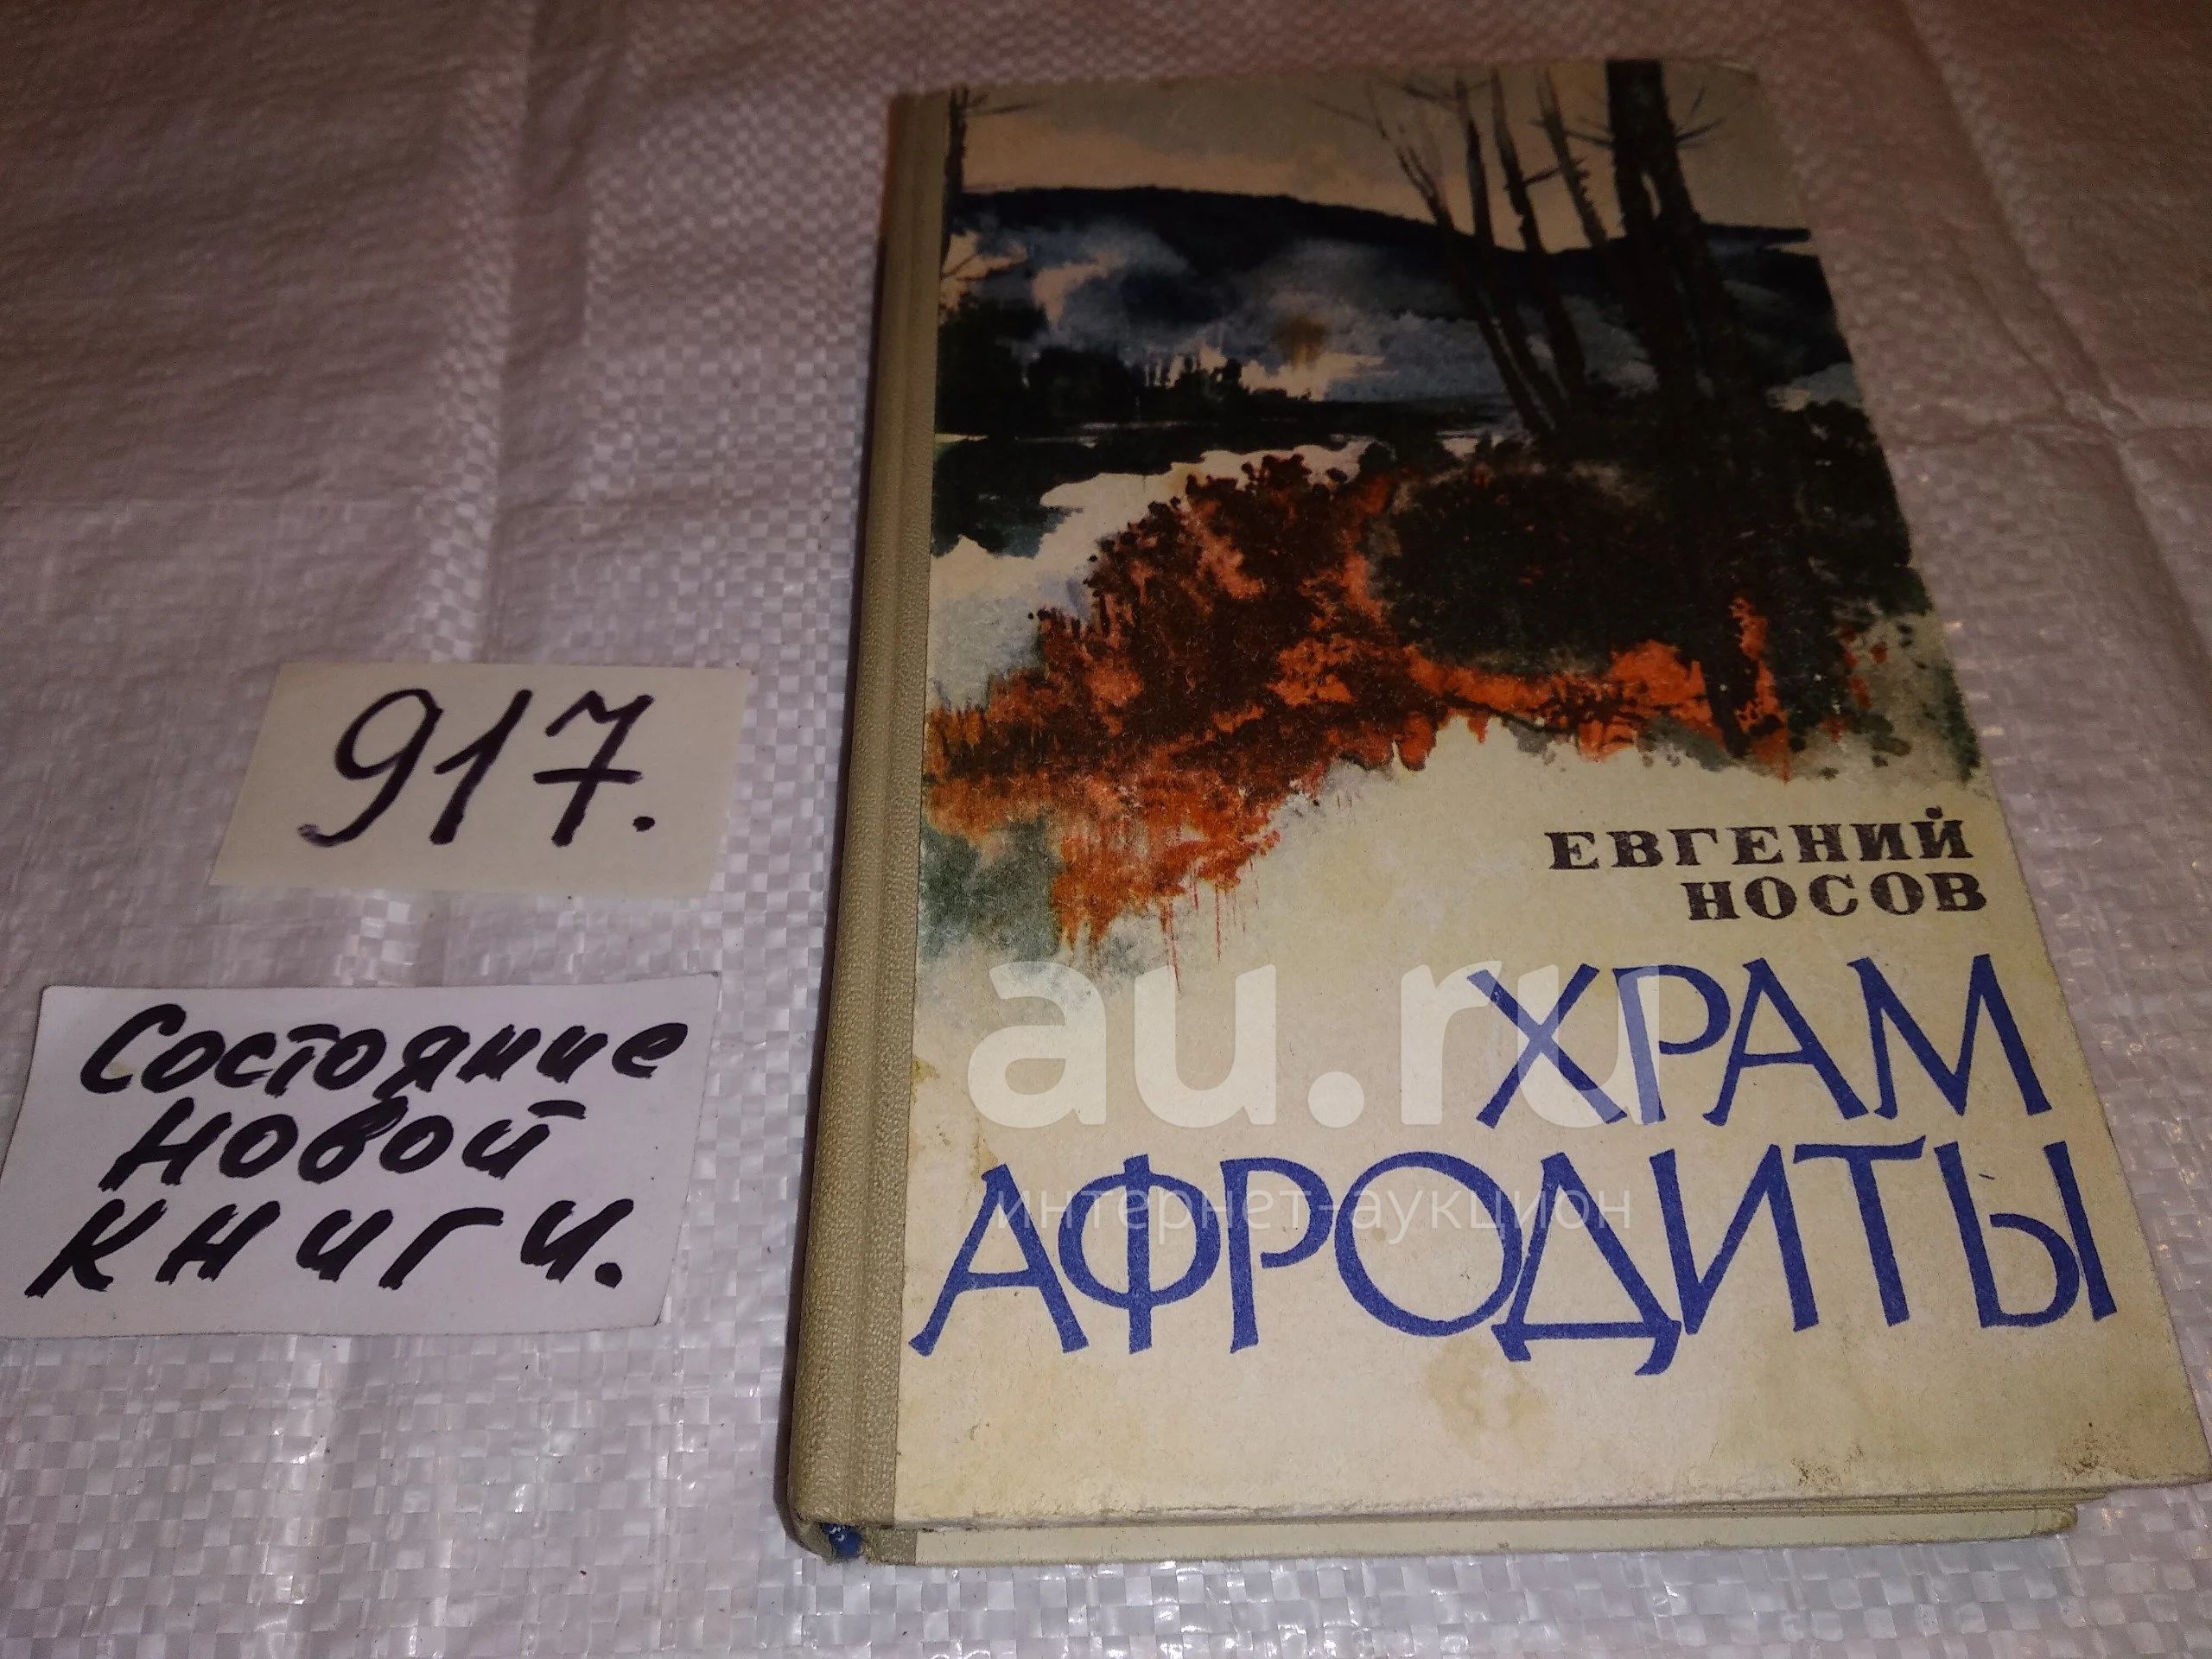 917.
Состояние
новой
книги.
ЕВГЕНИЙ
НОСОВ
ХРАМ
АФРОДИТЫ
au.ru
интернет-аукцион